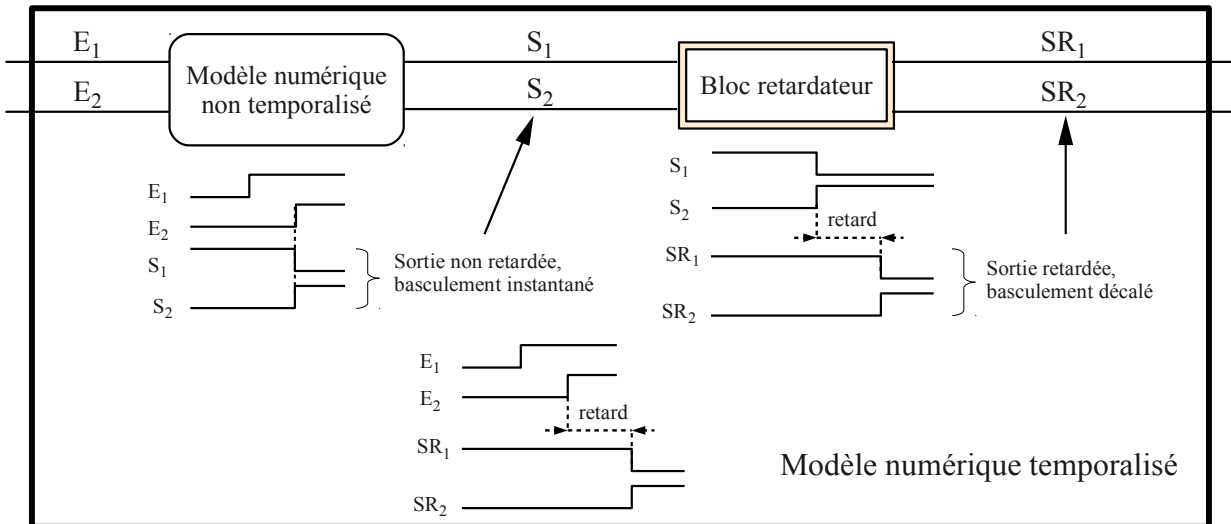 E1 S1 SR1
Modèle numérique
non temporalisé
Bloc retardateur
E2 S2 SR2
E1
E2
S1
S2
Sortie non retardée,
basculement instantané
S1
S2
retard
SR1
SR2
Sortie retardée,
basculement décalé
E1
E2
retard
SR1
SR2
Modèle numérique temporalisé